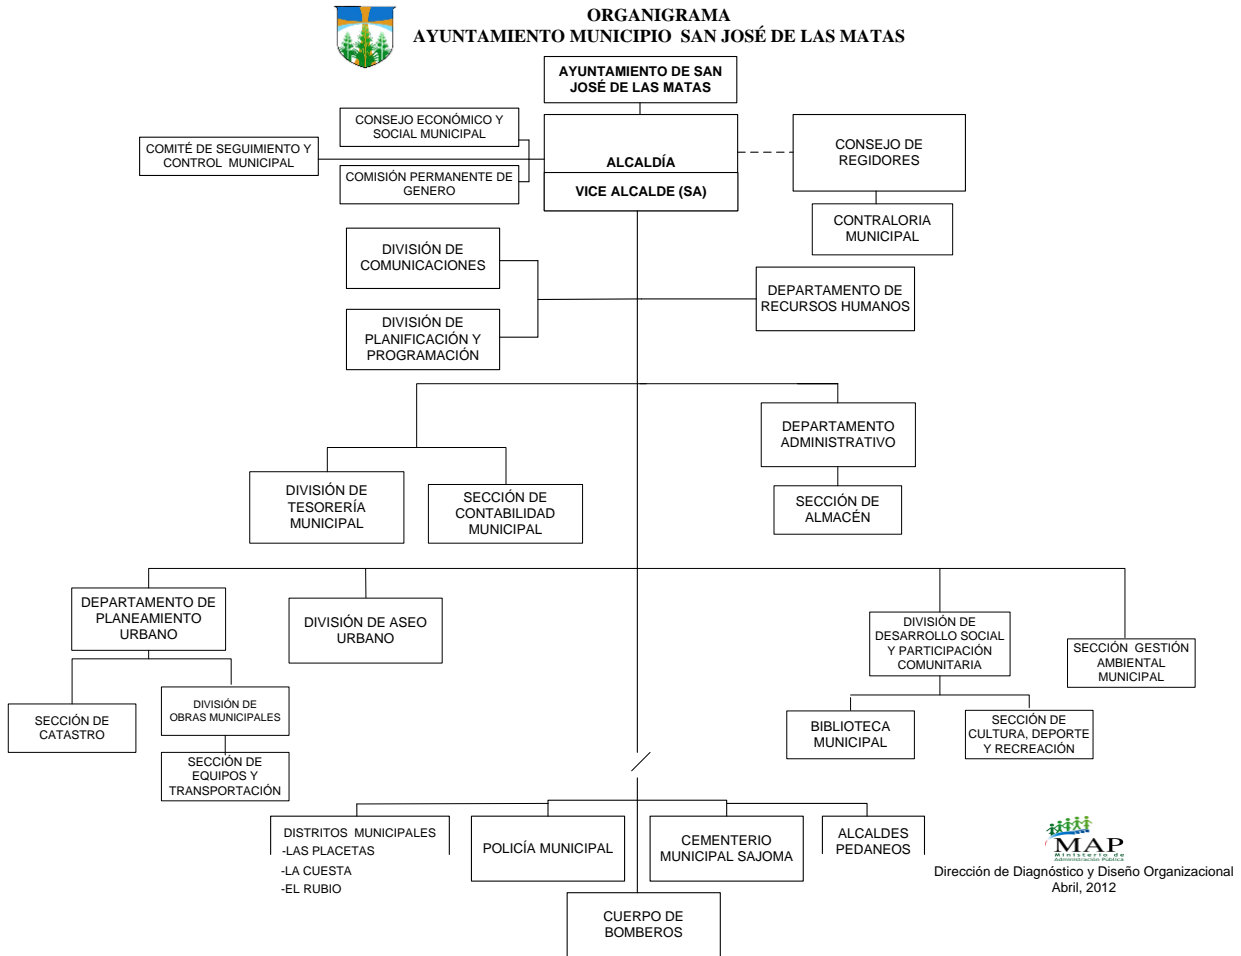 ORGANIGRAMA
AYUNTAMIENTO MUNICIPIO SAN JOSÉ DE LAS MATAS
AYUNTAMIENTO DE SAN
JOSÉ DE LAS MATAS
CONSEJO ECONÓMICO Y
SOCIAL MUNICIPAL
COMITÉ DE SEGUIMIENTO Y
CONTROL MUNICIPAL
COMISIÓN PERMANENTE DE
GENERO
ALCALDÍA
VICE ALCALDE (SA)
CONSEJO DE
REGIDORES
CONTRALORIA
MUNICIPAL
DIVISIÓN DE
COMUNICACIONES
DIVISIÓN DE
PLANIFICACIÓN Y
PROGRAMACIÓN
DEPARTAMENTO DE
RECURSOS HUMANOS
DEPARTAMENTO
ADMINISTRATIVO
DIVISIÓN DE
TESORERÍA
MUNICIPAL
SECCIÓN DE
CONTABILIDAD
MUNICIPAL
SECCIÓN DE
ALMACÉN
DEPARTAMENTO DE
PLANEAMIENTO
URBANO
DIVISIÓN DE ASEO
URBANO
DIVISIÓN DE
DESARROLLO SOCIAL
Y PARTICIPACIÓN
COMUNITARIA
SECCIÓN GESTIÓN
AMBIENTAL
MUNICIPAL
SECCIÓN DE
CATASTRO
DIVISIÓN DE
OBRAS MUNICIPALES
SECCIÓN DE
EQUIPOS Y
TRANSPORTACIÓN
BIBLIOTECA
MUNICIPAL
SECCIÓN DE
CULTURA, DEPORTE
Y RECREACIÓN
DISTRITOS MUNICIPALES
-LAS PLACETAS
-LA CUESTA
-EL RUBIO
POLICÍA MUNICIPAL
CEMENTERIO
MUNICIPAL SAJOMA
ALCALDES
PEDANEOS
CUERPO DE
BOMBEROS
MAP
Ministerio de
Administración Pública
Dirección de Diagnóstico y Diseño Organizacional
Abril, 2012